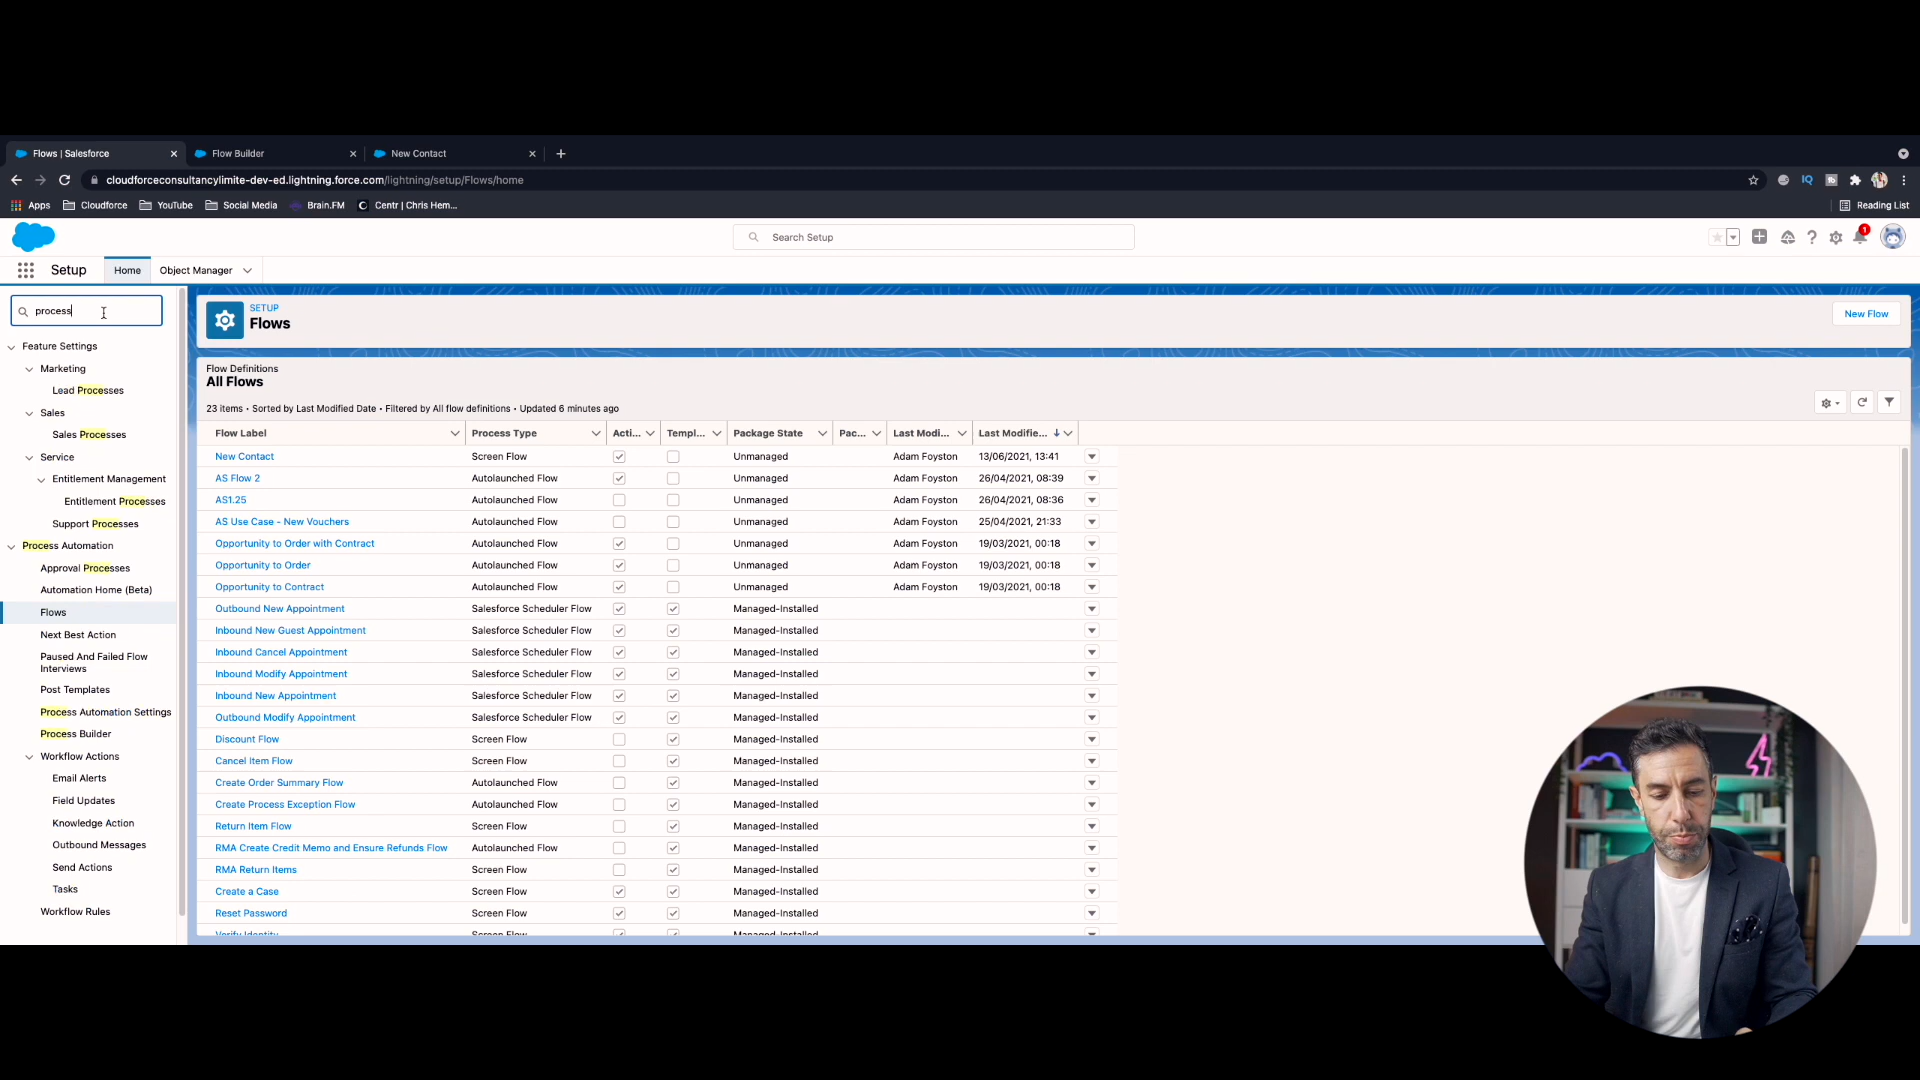 Flows | Salesforce
Flow Builder
New Contact
cloudforceconsultancylimite-dev-ed.lightning.force.com/lightning/setup/Flows/home
Apps
Cloudforce
YouTube
Social Media
Brain.FM
Centr | Chris Hem...
Reading List
IQ
Search Setup
1
Setup
Home
Object Manager
process
Feature Settings
Marketing
Lead Processes
Sales
Sales Processes
Service
Entitlement Management
Entitlement Processes
Support Processes
Process Automation
Approval Processes
Automation Home (Beta)
Flows
Next Best Action
Paused And Failed Flow
Interviews
Post Templates
Process Automation Settings
Process Builder
Workflow Actions
Email Alerts
Field Updates
Knowledge Action
Outbound Messages
Send Actions
Tasks
Workflow Rules
SETUP
Flows
New Flow
Flow Definitions
All Flows
23 items • Sorted by Last Modified Date • Filtered by All flow definitions • Updated 6 minutes ago
Flow Label Process Type Acti... Templ... Package State Pac... Last Modi... Last Modifie...
New Contact Screen Flow Unmanaged Adam Foyston 13/06/2021, 13:41
AS Flow 2 Autolaunched Flow Unmanaged Adam Foyston 26/04/2021, 08:39
AS1.25 Autolaunched Flow Unmanaged Adam Foyston 26/04/2021, 08:36
AS Use Case - New Vouchers Autolaunched Flow Unmanaged Adam Foyston 25/04/2021, 21:33
Opportunity to Order with Contract Autolaunched Flow Unmanaged Adam Foyston 19/03/2021, 00:18
Opportunity to Order Autolaunched Flow Unmanaged Adam Foyston 19/03/2021, 00:18
Opportunity to Contract Autolaunched Flow Unmanaged Adam Foyston 19/03/2021, 00:18
Outbound New Appointment Salesforce Scheduler Flow Managed-Installed
Inbound New Guest Appointment Salesforce Scheduler Flow Managed-Installed
Inbound Cancel Appointment Salesforce Scheduler Flow Managed-Installed
Inbound Modify Appointment Salesforce Scheduler Flow Managed-Installed
Inbound New Appointment Salesforce Scheduler Flow Managed-Installed
Outbound Modify Appointment Salesforce Scheduler Flow Managed-Installed
Discount Flow Screen Flow Managed-Installed
Cancel Item Flow Screen Flow Managed-Installed
Create Order Summary Flow Autolaunched Flow Managed-Installed
Create Process Exception Flow Autolaunched Flow Managed-Installed
Return Item Flow Screen Flow Managed-Installed
RMA Create Credit Memo and Ensure Refunds Flow Autolaunched Flow Managed-Installed
RMA Return Items Screen Flow Managed-Installed
Create a Case Screen Flow Managed-Installed
Reset Password Screen Flow Managed-Installed
Verify Identity Screen Flow Managed-Installed